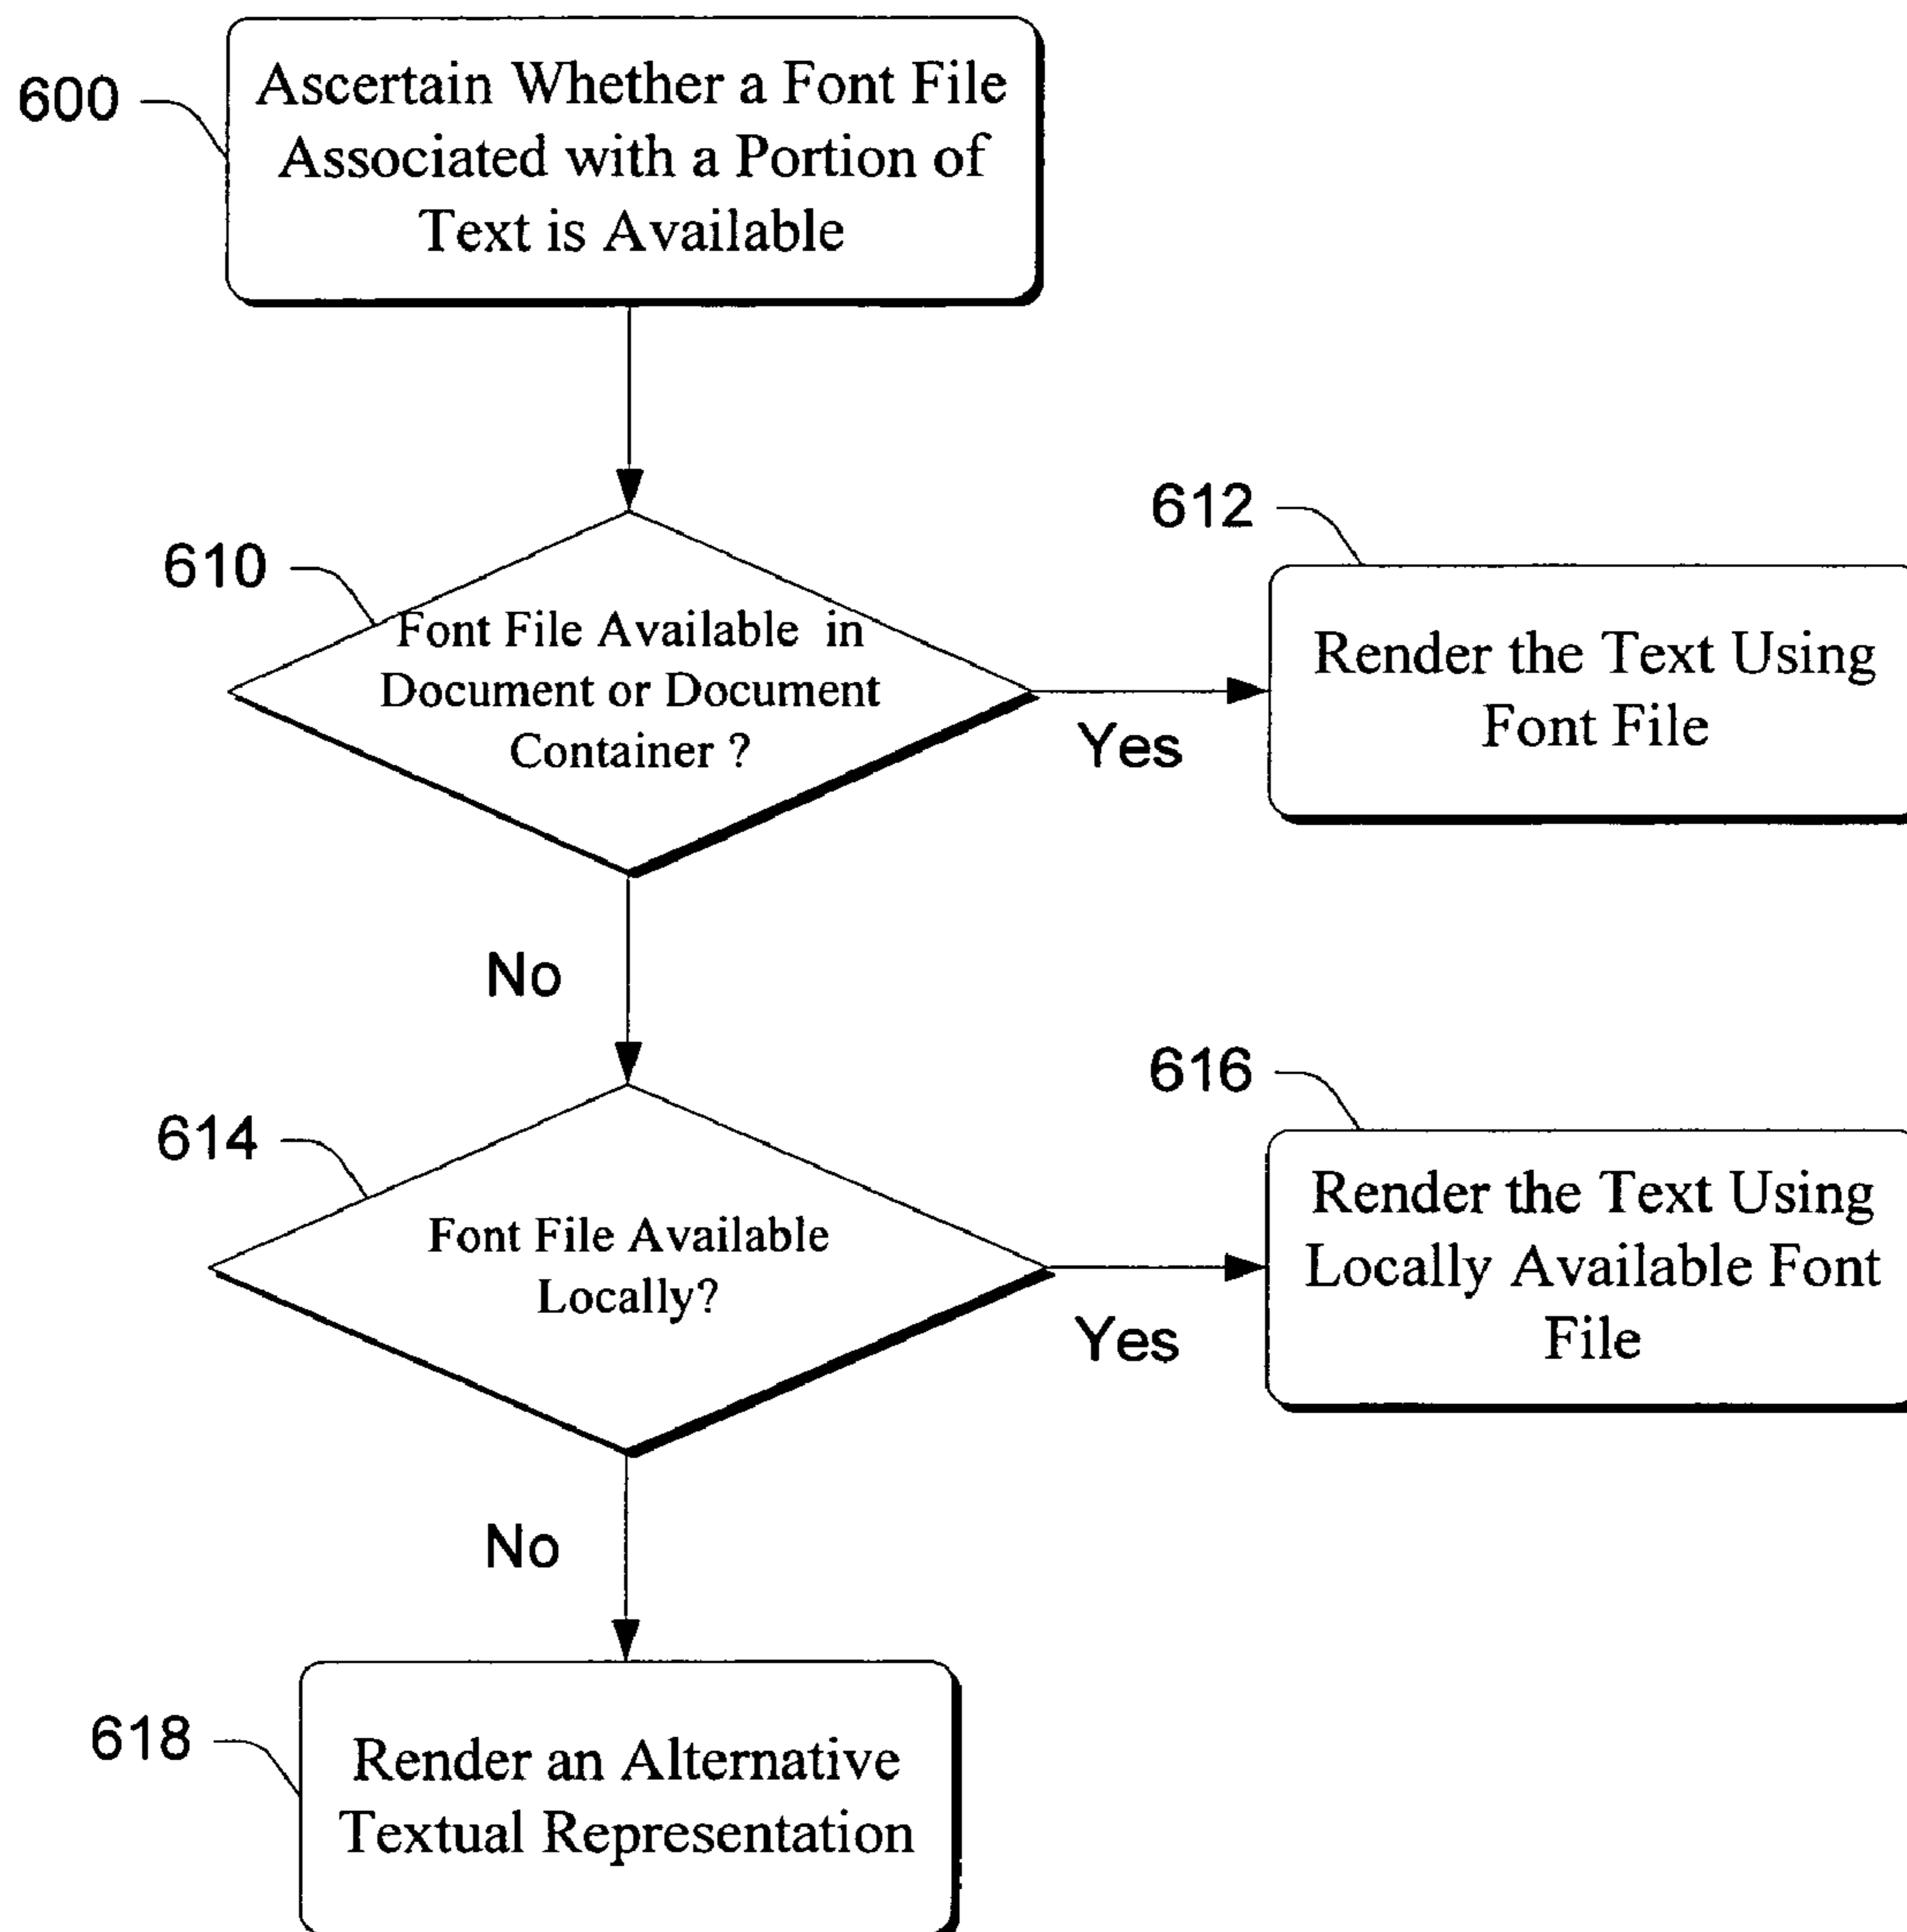 600
Ascertain Whether a Font File
Associated with a Portion of
Text is Available
610
Font File Available in
Document or Document
Container ?
Yes
612
Render the Text Using
Font File
No
614
Font File Available
Locally?
Yes
616
Render the Text Using
Locally Available Font
File
No
618
Render an Alternative
Textual Representation